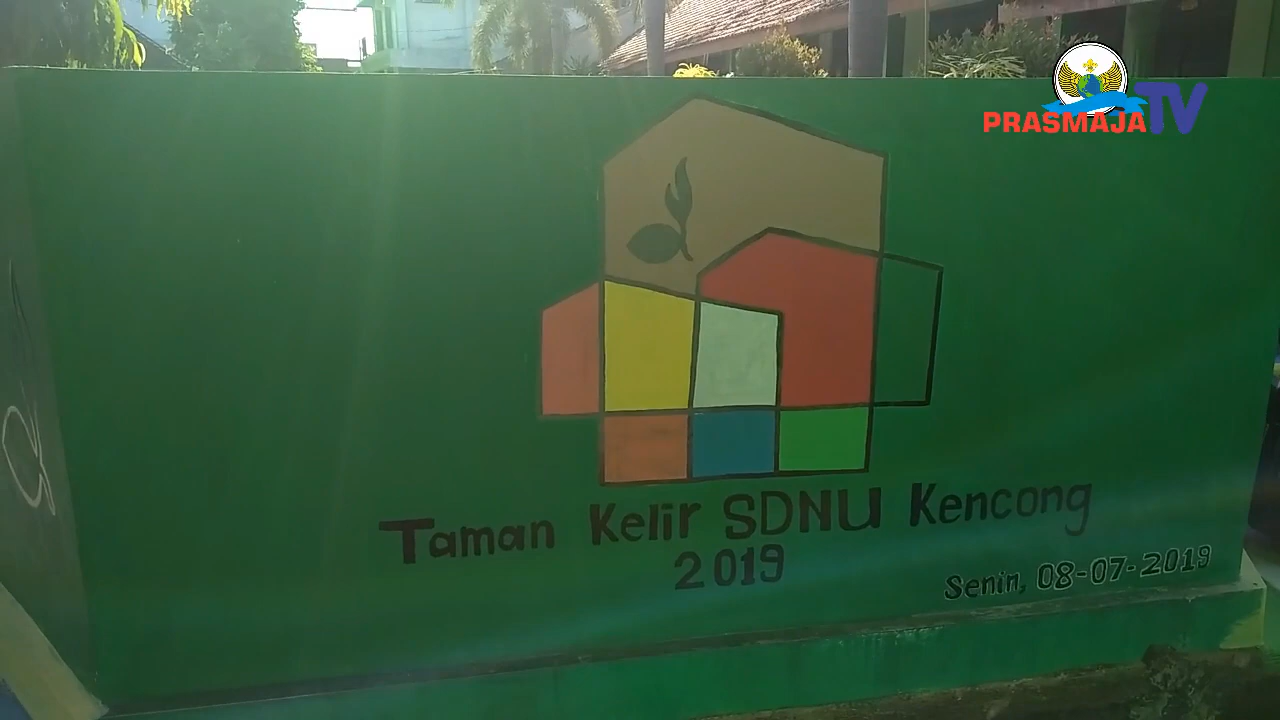 PRASMAJA TV
Taman Kelir SDNU Kencong
2019
Senin, 08-07-2019